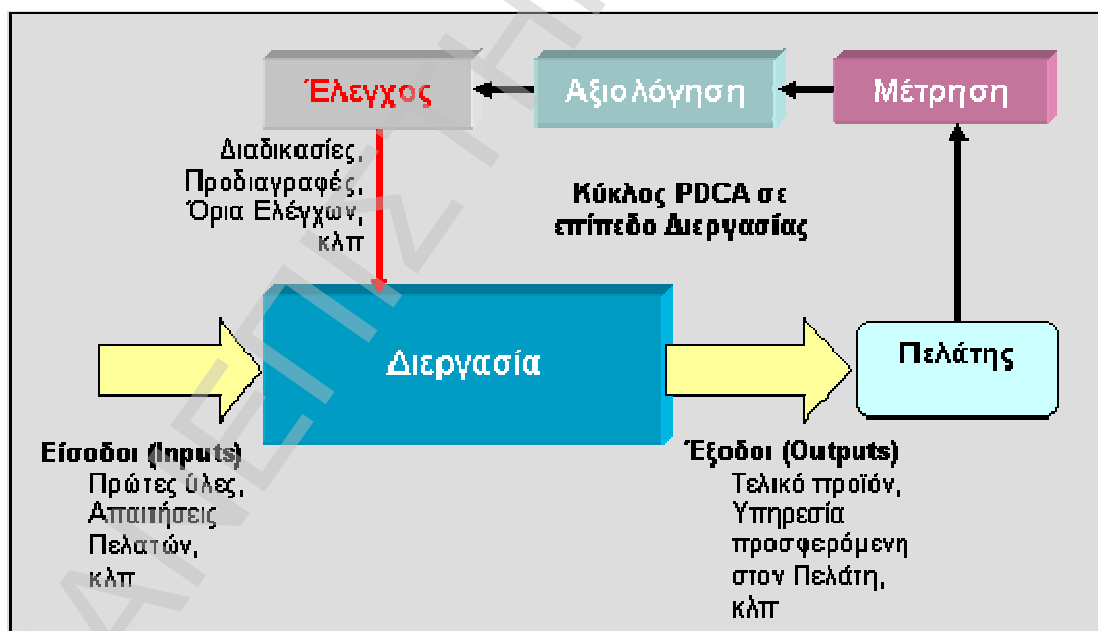 Έλεγχος
Αξιολόγηση
Μέτρηση
Διαδικασίες,
Προδιαγραφές,
Όρια Ελέγχων,
κλπ
Κύκλος PDCA σε
επίπεδο Διεργασίας
Διεργασία
Πελάτης
Είσοδοι (Inputs)
Πρώτες ύλες,
Απαιτήσεις
Πελατών,
κλπ
Έξοδοι (Outputs)
Τελικό προϊόν,
Υπηρεσία
προσφερόμενη
στον Πελάτη,
κλπ